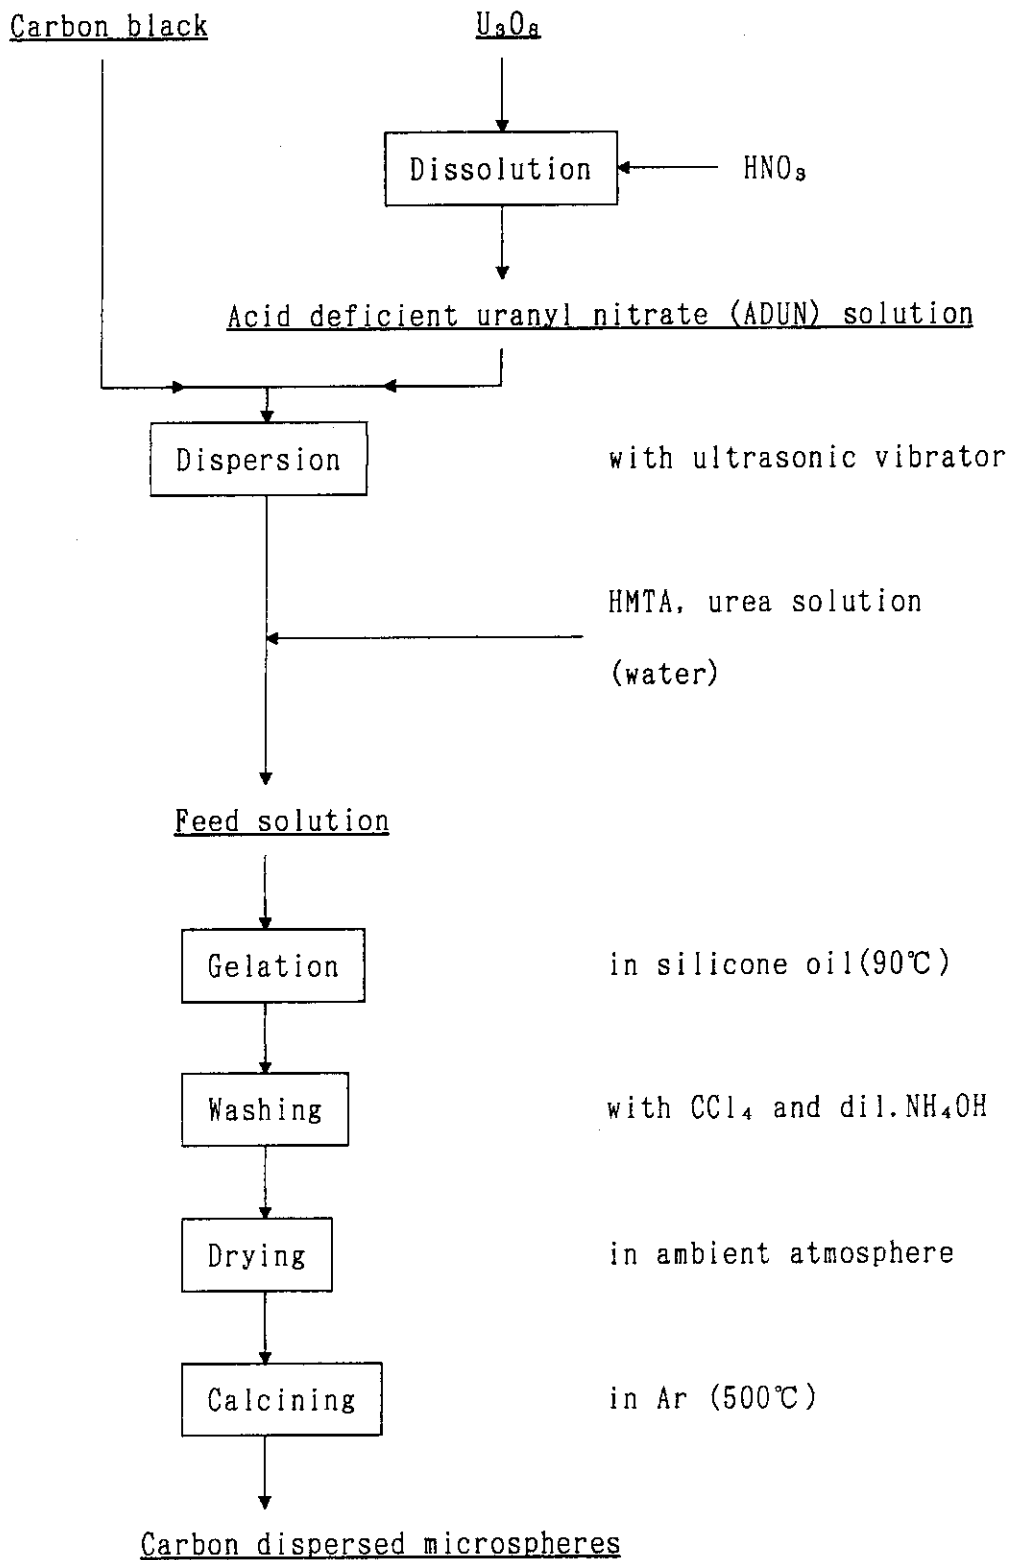 Carbon black
U₃O₈
Dissolution
HNO₃
Acid deficient uranyl nitrate (ADUN) solution
Dispersion
with ultrasonic vibrator
HMTA, urea solution
(water)
Feed solution
Gelation
in silicone oil(90℃)
Washing
with CCl₄ and dil.NH₄OH
Drying
in ambient atmosphere
Calcining
in Ar (500℃)
Carbon dispersed microspheres